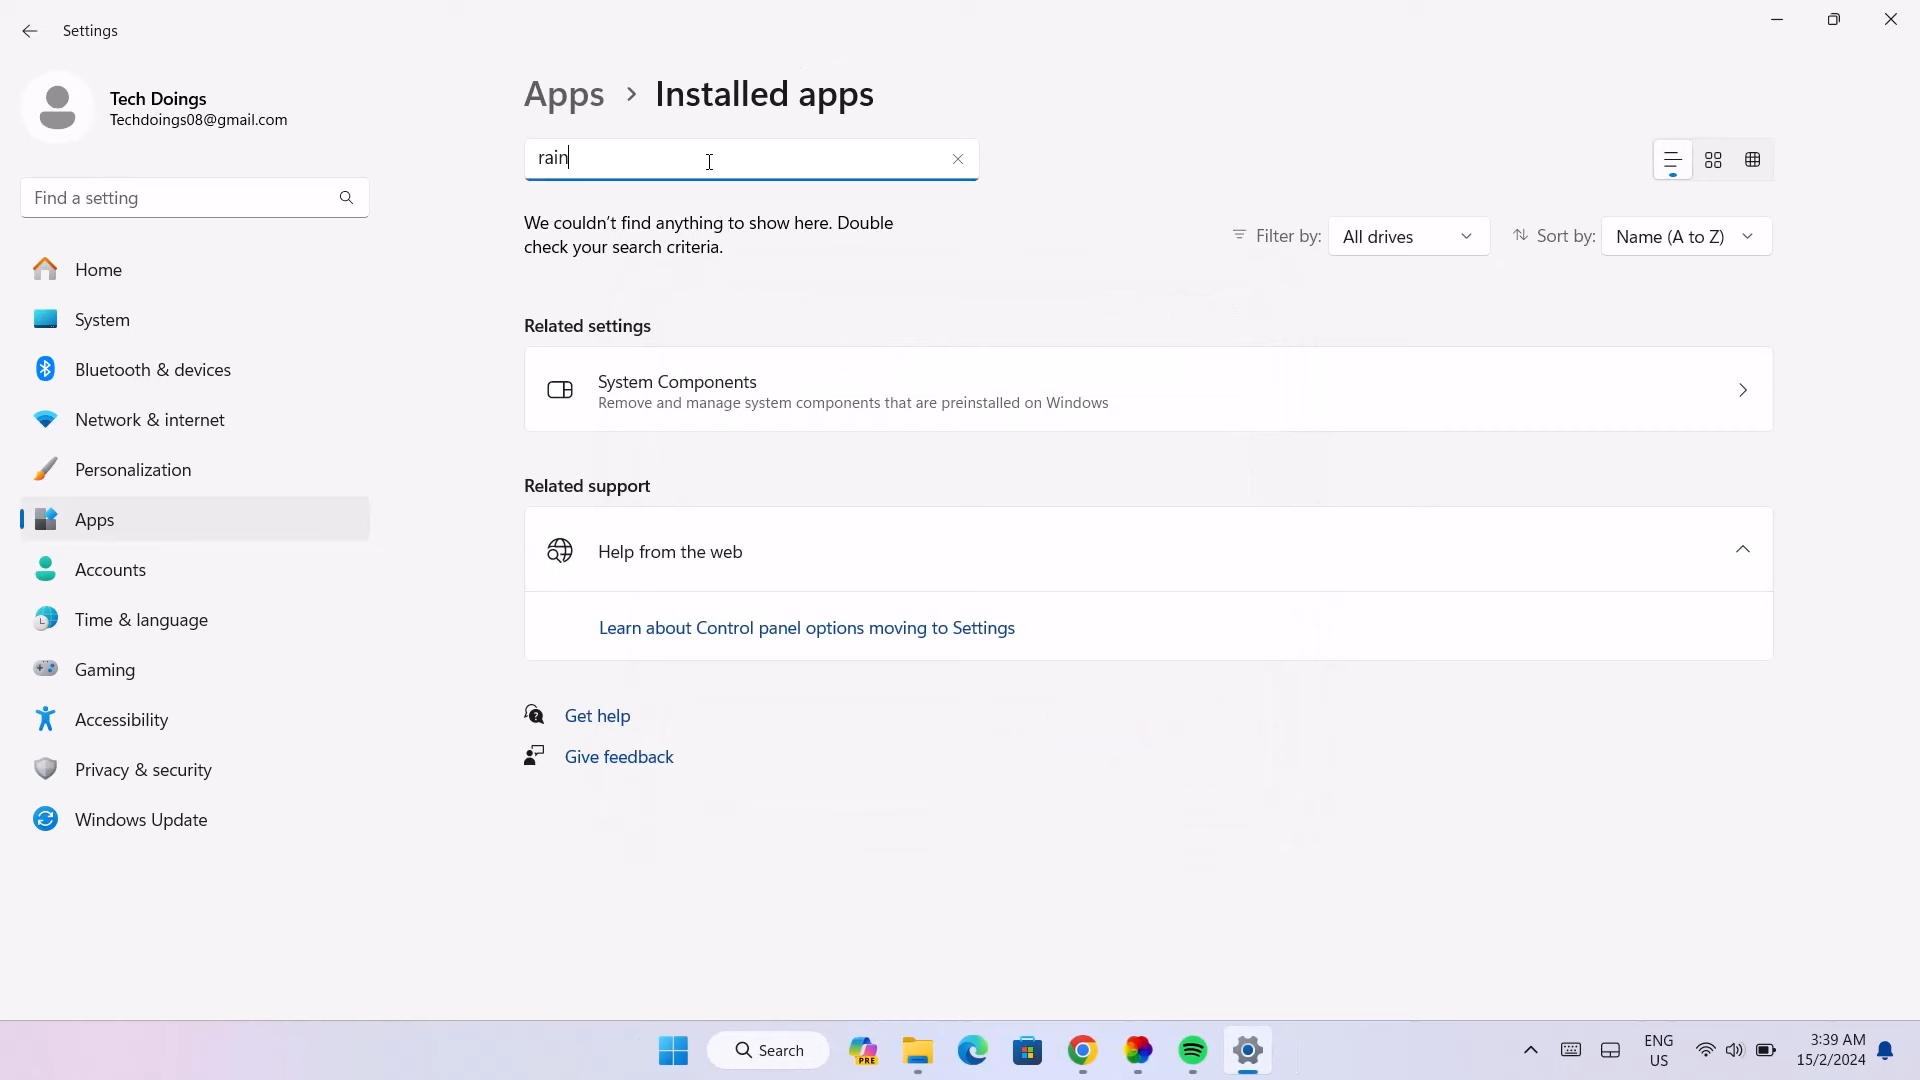 Settings
Tech Doings
Techdoings08@gmail.com
Find a setting
Home
System
Bluetooth & devices
Network & internet
Personalization
Apps
Accounts
Time & language
Gaming
Accessibility
Privacy & security
Windows Update
Apps > Installed apps
rain
We couldn't find anything to show here. Double
check your search criteria.
Filter by: All drives
Sort by: Name (A to Z)
Related settings
System Components
Remove and manage system components that are preinstalled on Windows
Related support
Help from the web
Learn about Control panel options moving to Settings
Get help
Give feedback
Search
PRE
ENG
US
3:39 AM
15/2/2024